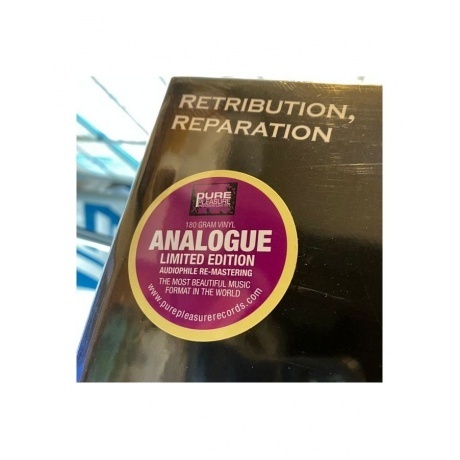 RETRIBUTION,
REPARATION
PURE
PLEASURE
180 GRAM VINYL
ANALOGUE
LIMITED EDITION
AUDIOPHILE RE-MASTERING
THE MOST BEAUTIFUL MUSIC
FORMAT IN THE WORLD
www.purepleasurerecords.com